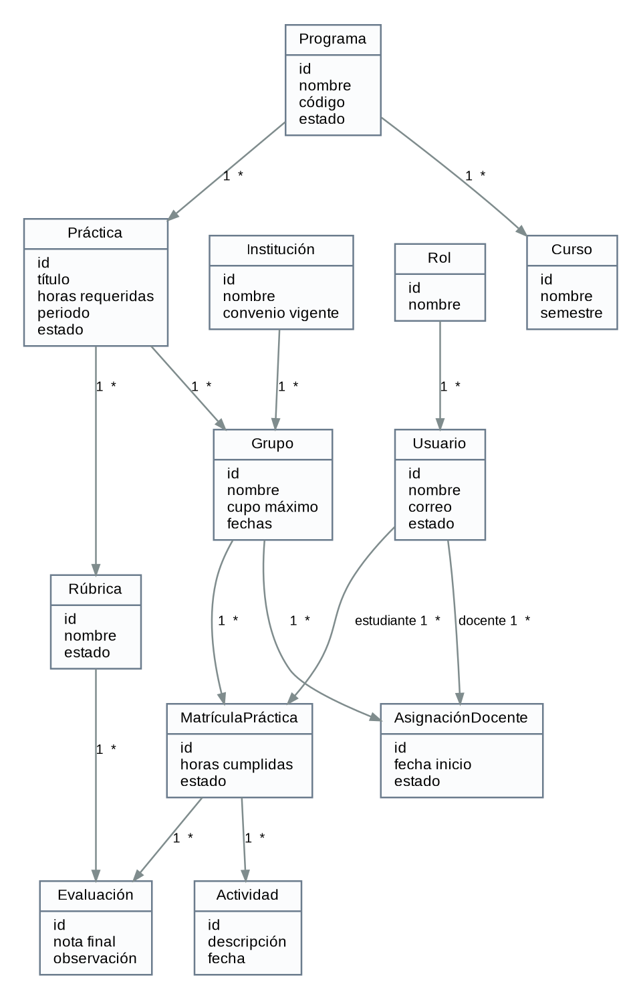 Programa
id
nombre
código
estado
1 *
1 *
Práctica
id
título
horas requeridas
periodo
estado
Institución
id
nombre
convenio vigente
Rol
id
nombre
Curso
id
nombre
semestre
1 *
1 *
1 *
1 *
Grupo
id
nombre
cupo máximo
fechas
Usuario
id
nombre
correo
estado
Rúbrica
id
nombre
estado
1 *
1 *
estudiante 1 *
docente 1 *
MatrículaPráctica
id
horas cumplidas
estado
AsignaciónDocente
id
fecha inicio
estado
1 *
1 *
1 *
Evaluación
id
nota final
observación
Actividad
id
descripción
fecha